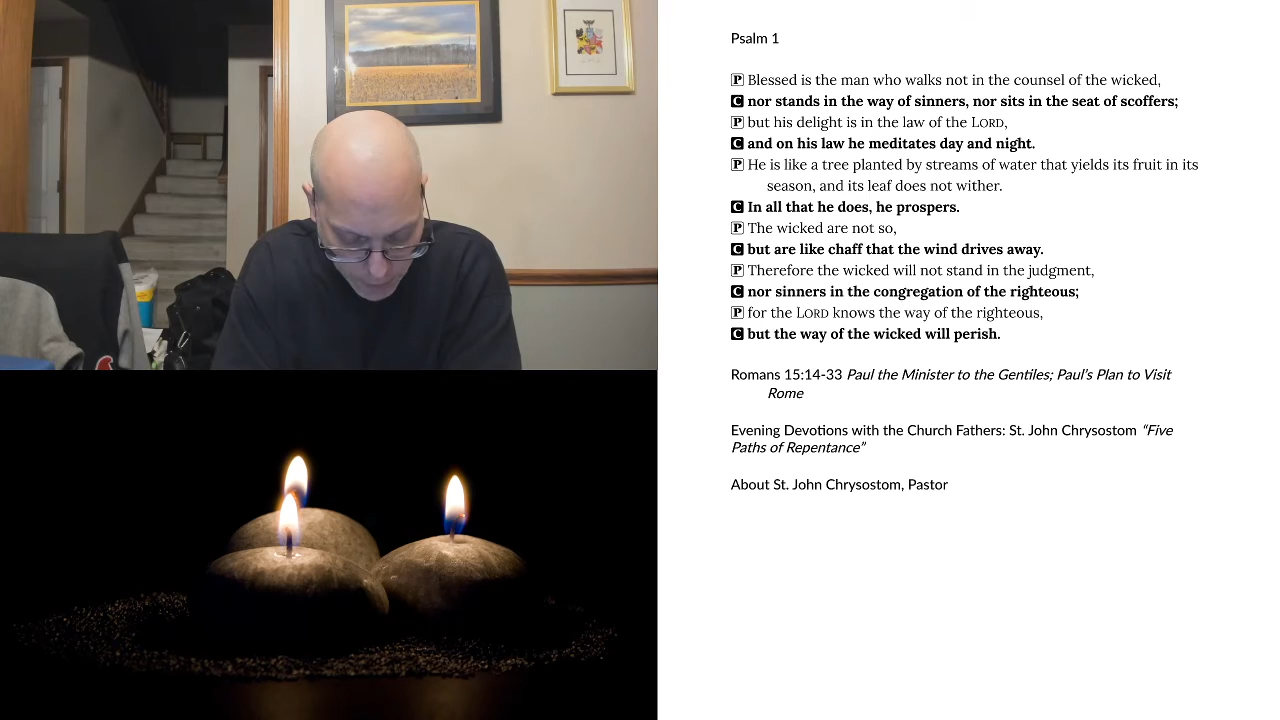 Psalm 1
P Blessed is the man who walks not in the counsel of the wicked,
C nor stands in the way of sinners, nor sits in the seat of scoffers;
P but his delight is in the law of the LORD,
C and on his law he meditates day and night.
P He is like a tree planted by streams of water that yields its fruit in its
season, and its leaf does not wither.
C In all that he does, he prospers.
P The wicked are not so,
C but are like chaff that the wind drives away.
P Therefore the wicked will not stand in the judgment,
C nor sinners in the congregation of the righteous;
P for the LORD knows the way of the righteous,
C but the way of the wicked will perish.
Romans 15:14-33 Paul the Minister to the Gentiles; Paul’s Plan to Visit
Rome
Evening Devotions with the Church Fathers: St. John Chrysostom “Five
Paths of Repentance”
About St. John Chrysostom, Pastor